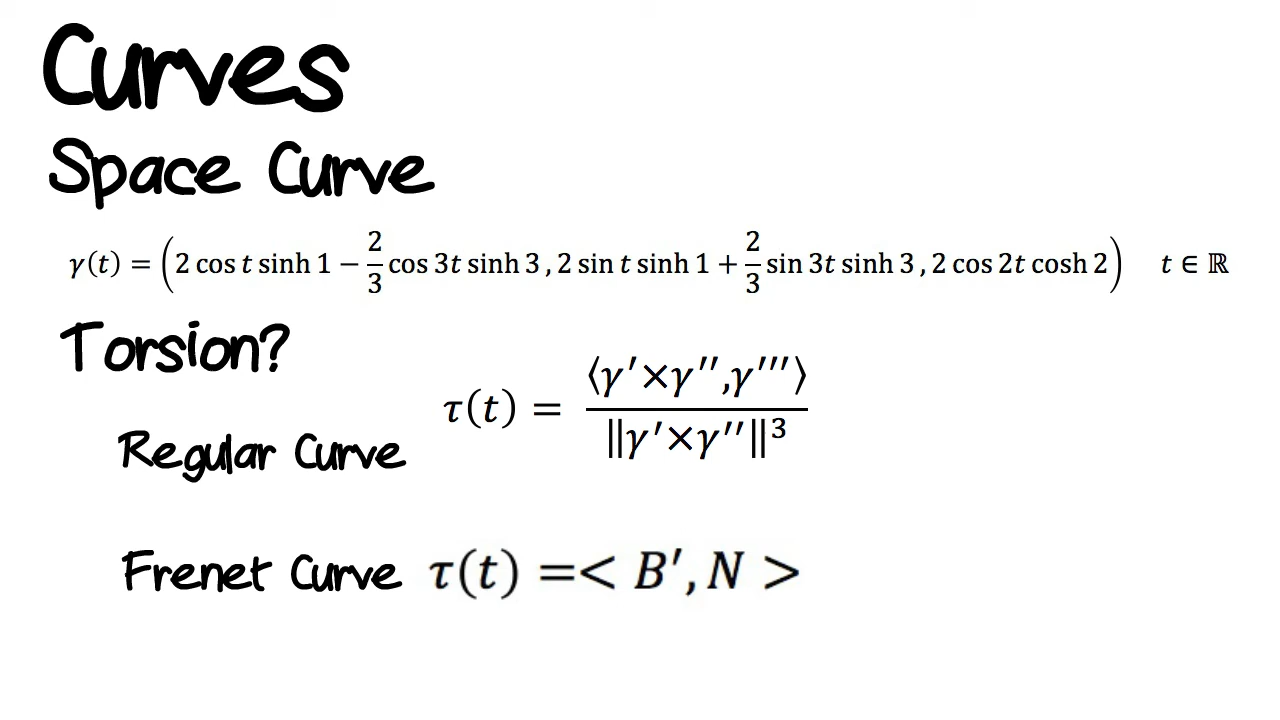 Curves
Space Curve
γ(t) = (2 cos t sinh 1 − 2/3 cos 3t sinh 3 , 2 sin t sinh 1 + 2/3 sin 3t sinh 3 , 2 cos 2t cosh 2) t ∈ ℝ
Torsion?
τ(t) = ⟨γ′×γ′′,γ′′′⟩ / ‖γ′×γ′′‖³
Regular Curve
Frenet Curve τ(t) =< B′, N >